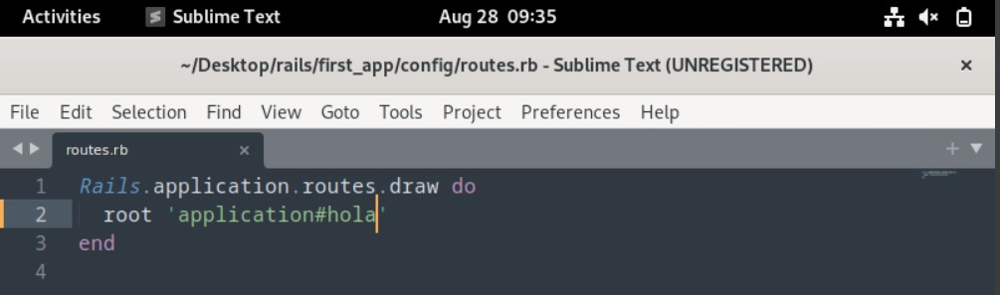 Activities Sublime Text Aug 28 09:35
~/Desktop/rails/first_app/config/routes.rb - Sublime Text (UNREGISTERED) ×
File Edit Selection Find View Goto Tools Project Preferences Help
routes.rb ×
1 Rails.application.routes.draw do
2 root 'application#hola'
3 end
4